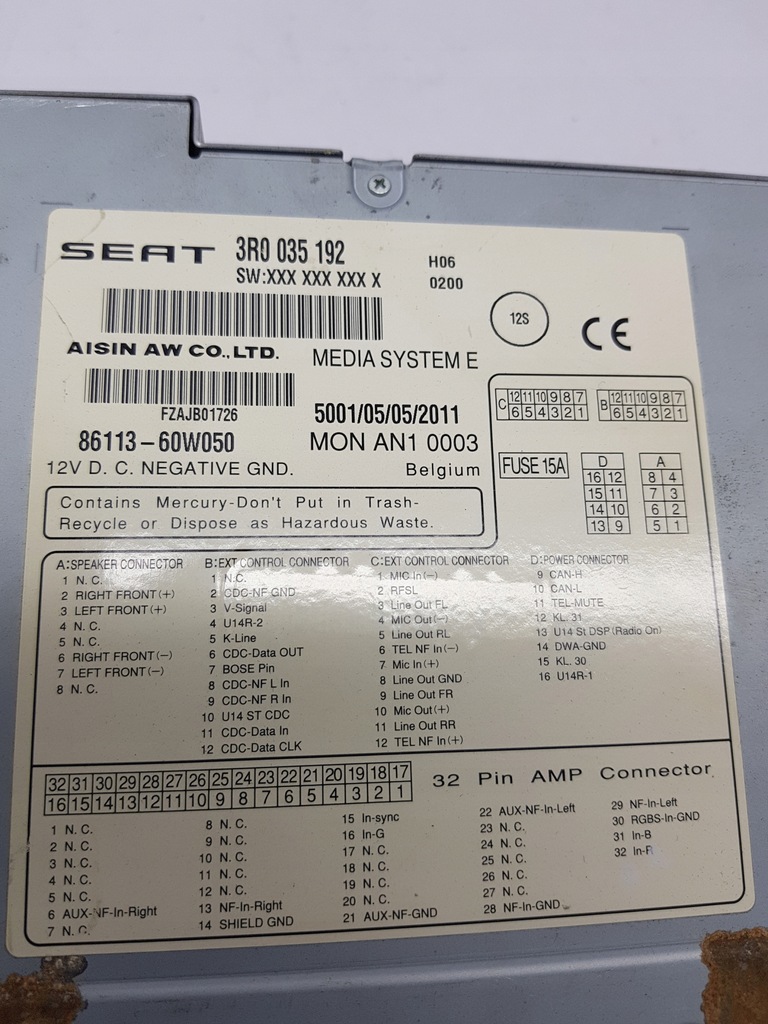 SEAT 3R0 035 192
SW:XXX XXX XXX X
H06
0200
12S
CE
AISIN AW CO.,LTD.
MEDIA SYSTEM E
FZAJB01726
5001/05/05/2011
86113-60W050
MON AN1 0003
12V D. C. NEGATIVE GND.
Belgium
Contains Mercury-Don't Put in Trash-
Recycle or Dispose as Hazardous Waste.
C 12 11 10 9 8 7
6 5 4 3 2 1
B 12 11 10 9 8 7
6 5 4 3 2 1
FUSE 15A
D
16 12
15 11
14 10
13 9
A
8 4
7 3
6 2
5 1
A:SPEAKER CONNECTOR
1 N. C.
2 RIGHT FRONT(+)
3 LEFT FRONT(+)
4 N. C.
5 N. C.
6 RIGHT FRONT(-)
7 LEFT FRONT(-)
8 N. C.
B:EXT CONTROL CONNECTOR
1 N.C.
2 CDC-NF GND
3 V-Signal
4 U14R-2
5 K-Line
6 CDC-Data OUT
7 BOSE Pin
8 CDC-NF L In
9 CDC-NF R In
10 U14 ST CDC
11 CDC-Data In
12 CDC-Data CLK
C:EXT CONTROL CONNECTOR
1 MIC In(-)
2 RFSL
3 Line Out FL
4 MIC Out(-)
5 Line Out RL
6 TEL NF In(-)
7 Mic In(+)
8 Line Out GND
9 Line Out FR
10 Mic Out(+)
11 Line Out RR
12 TEL NF In(+)
D:POWER CONNECTOR
9 CAN-H
10 CAN-L
11 TEL-MUTE
12 KL. 31
13 U14 St DSP (Radio On)
14 DWA-GND
15 KL. 30
16 U14R-1
32 31 30 29 28 27 26 25 24 23 22 21 20 19 18 17
16 15 14 13 12 11 10 9 8 7 6 5 4 3 2 1
32 Pin AMP Connector
1 N. C.
2 N. C.
3 N. C.
4 N. C.
5 N. C.
6 AUX-NF-In-Right
7 N. C.
8 N. C.
9 N. C.
10 N. C.
11 N. C.
12 N. C.
13 NF-In-Right
14 SHIELD GND
15 In-sync
16 In-G
17 N. C.
18 N. C.
19 N. C.
20 N. C.
21 AUX-NF-GND
22 AUX-NF-In-Left
23 N. C.
24 N. C.
25 N. C.
26 N. C.
27 N. C.
28 NF-In-GND
29 NF-In-Left
30 RGBS-In-GND
31 In-B
32 In-R